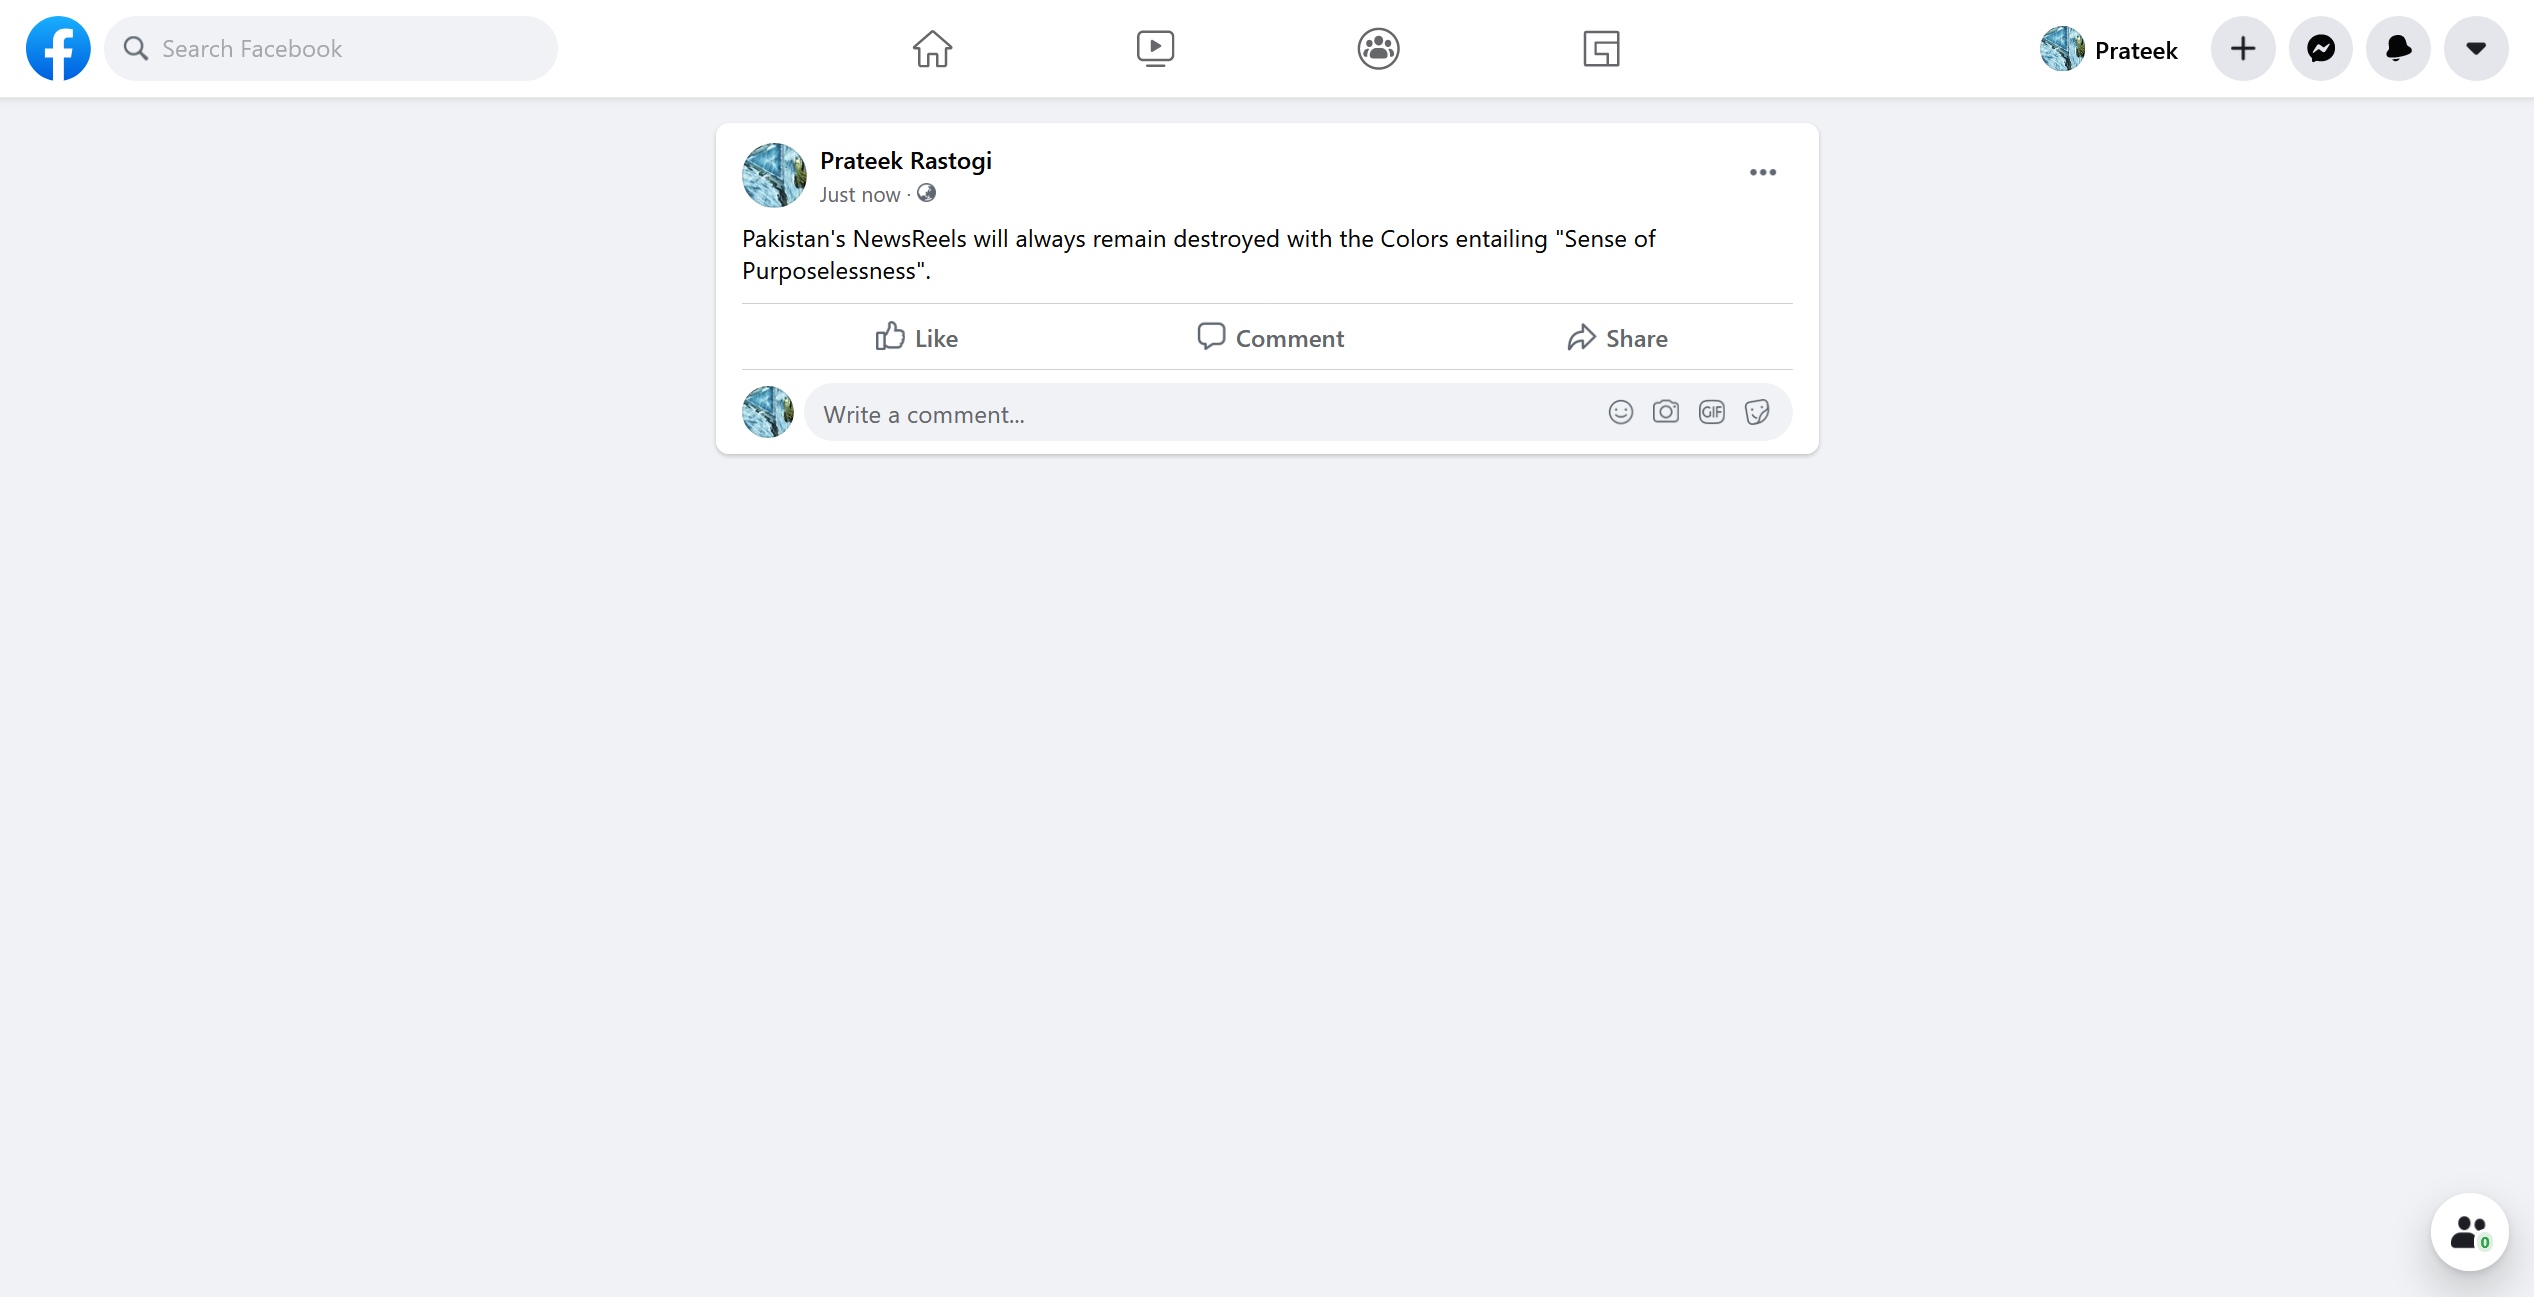 Search Facebook
Prateek
Prateek Rastogi
Just now ·
Pakistan's NewsReels will always remain destroyed with the Colors entailing "Sense of
Purposelessness".
Like Comment Share
Write a comment...
GIF
0